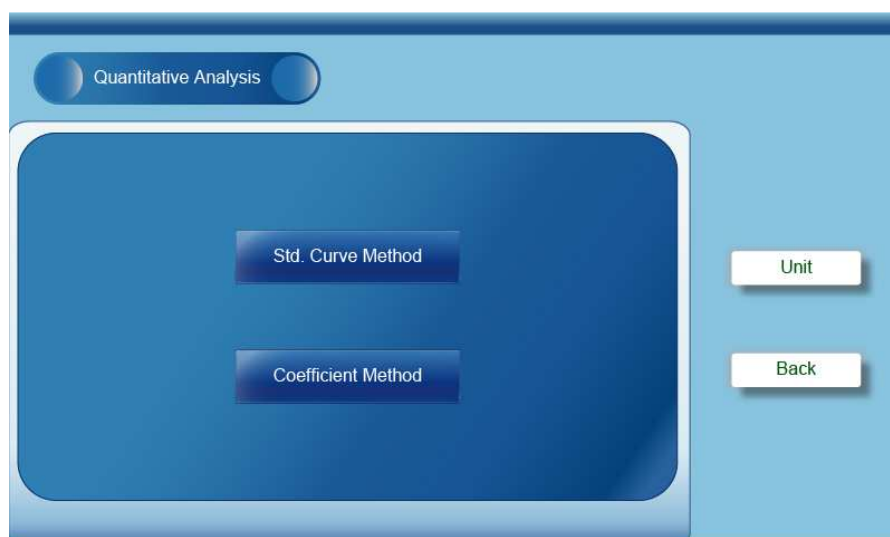 Quantitative Analysis
Std. Curve Method
Unit
Coefficient Method
Back